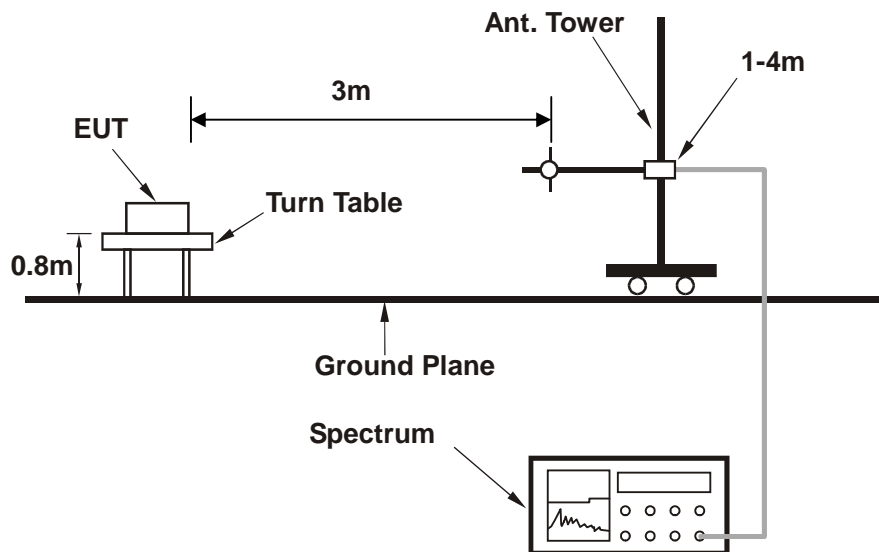 Ant. Tower
1-4m
3m
EUT
Turn Table
0.8m
Ground Plane
Spectrum